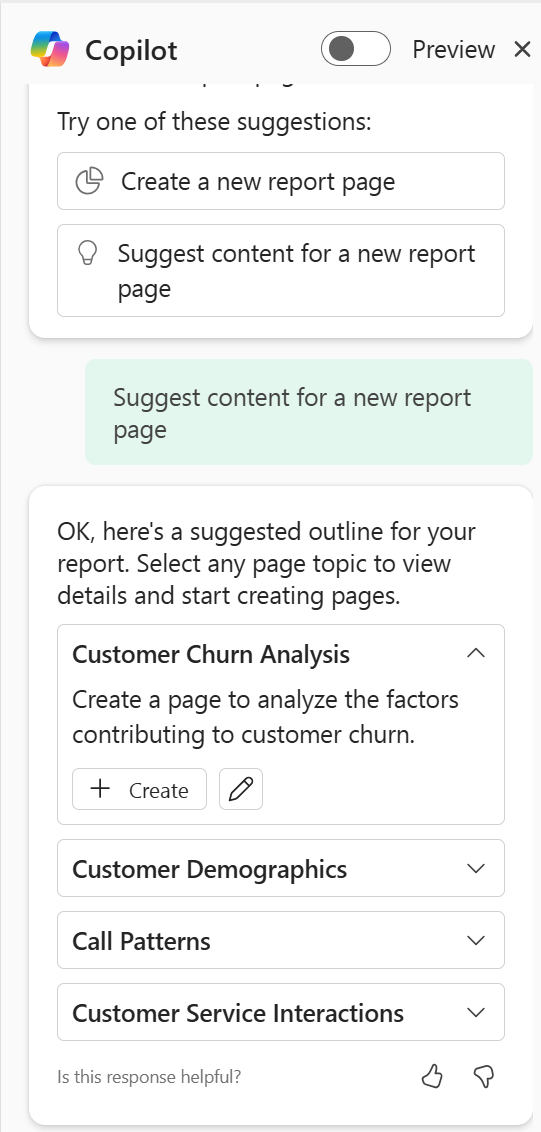 Copilot
Preview
Try one of these suggestions:
Create a new report page
Suggest content for a new report
page
Suggest content for a new report
page
OK, here's a suggested outline for your
report. Select any page topic to view
details and start creating pages.
Customer Churn Analysis
Create a page to analyze the factors
contributing to customer churn.
Create
Customer Demographics
Call Patterns
Customer Service Interactions
Is this response helpful?